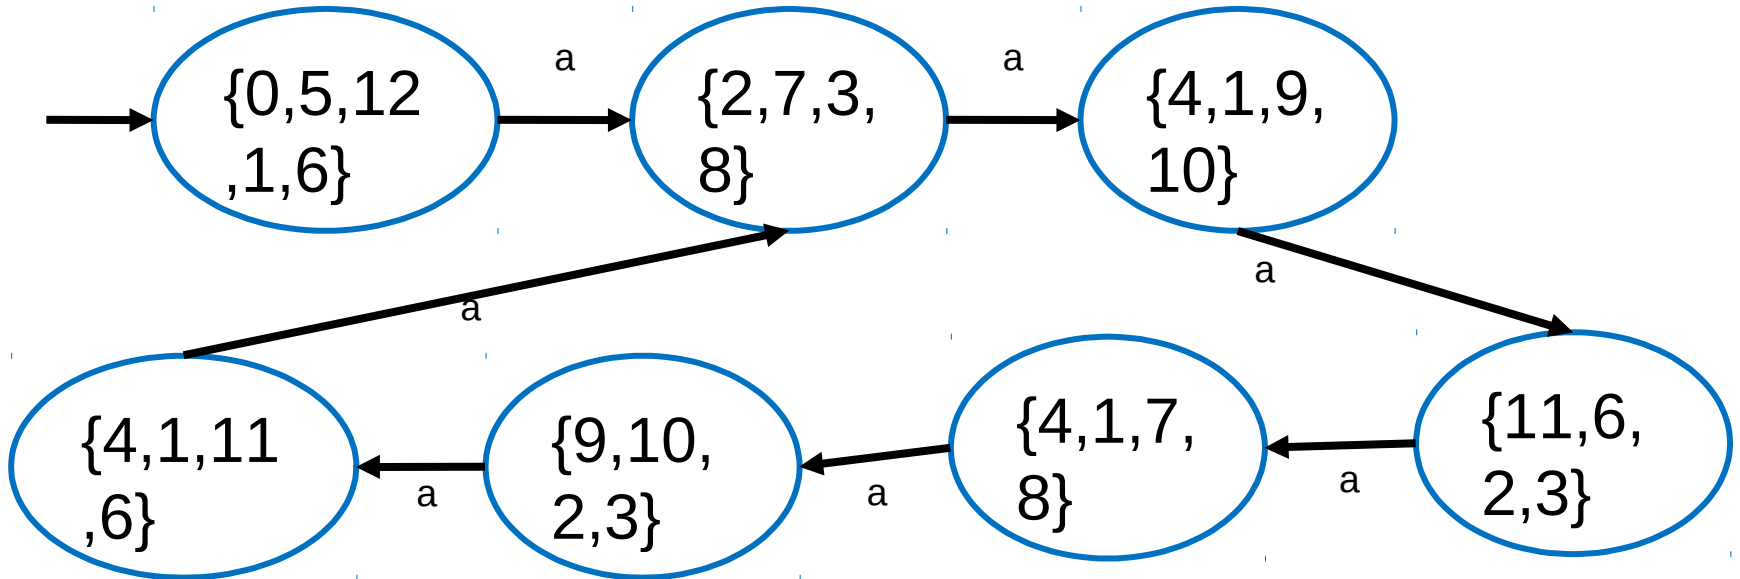 a
a
{0,5,12
,1,6}
{2,7,3,
8}
{4,1,9,
10}
a
a
{4,1,11
,6}
{9,10,
2,3}
{4,1,7,
8}
{11,6,
2,3}
a
a
a